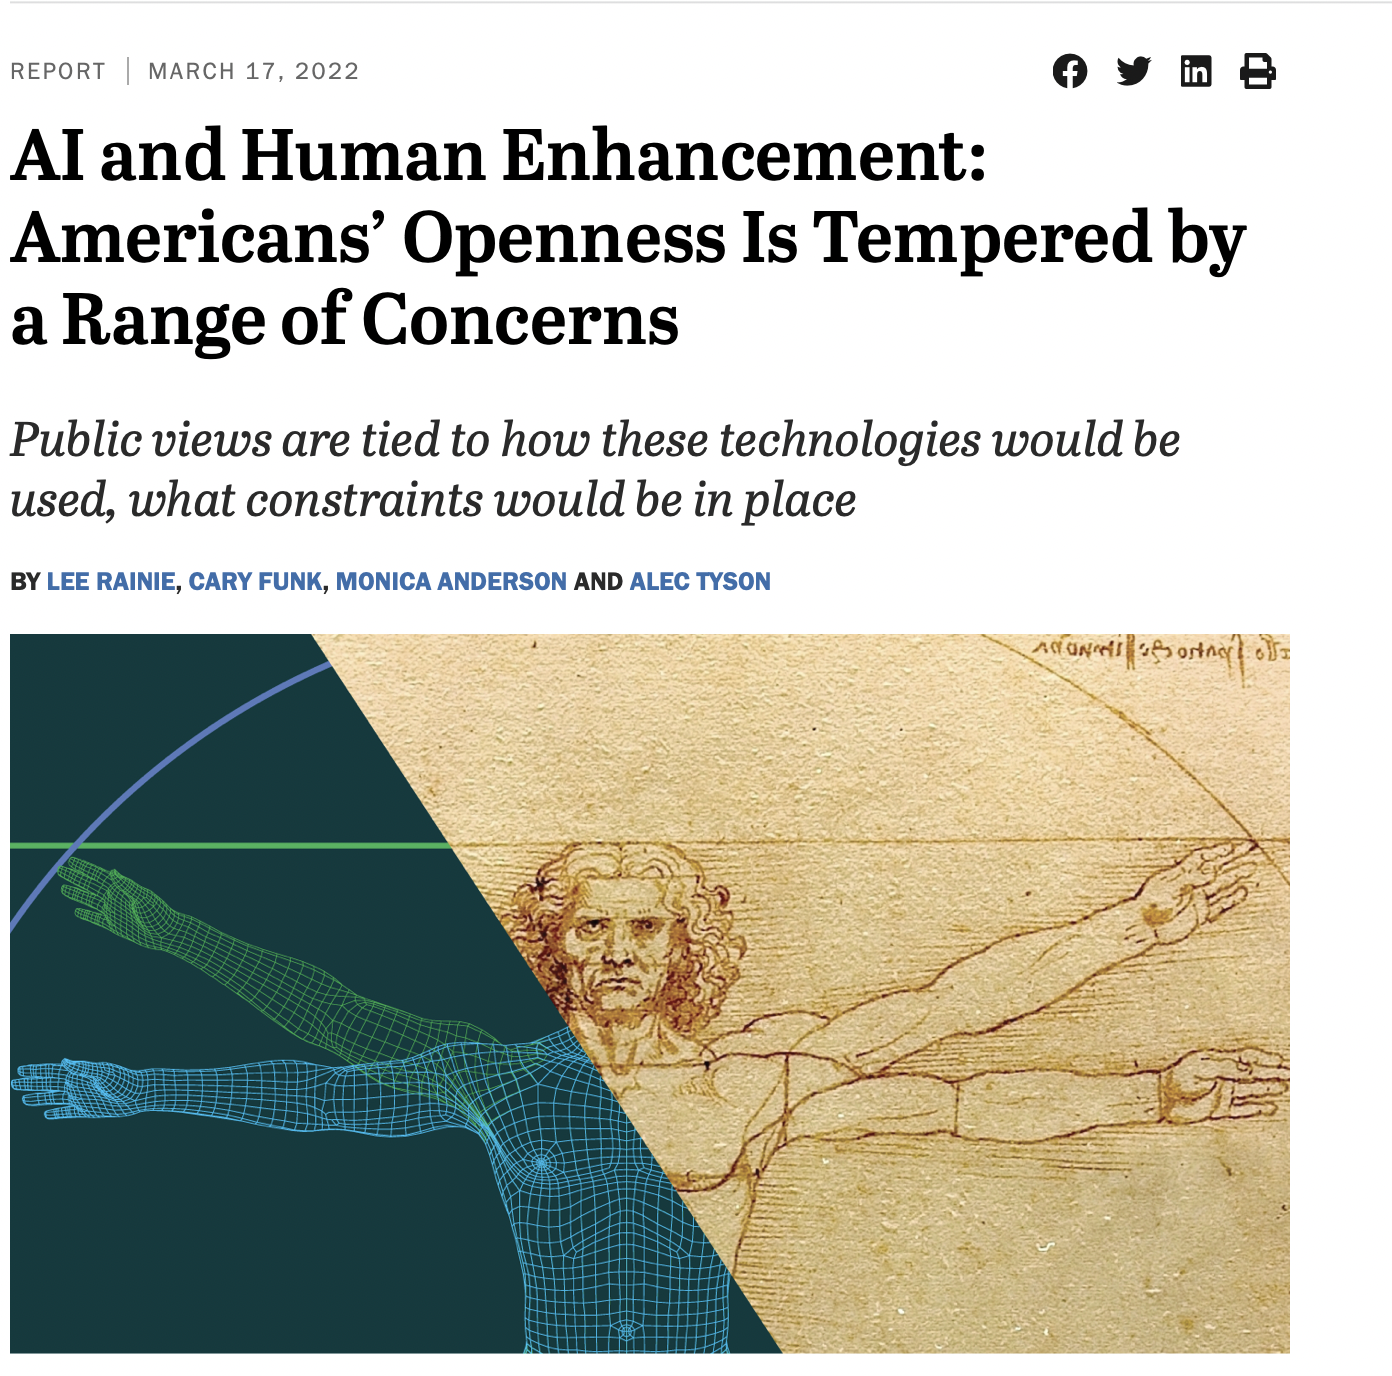 REPORT | MARCH 17, 2022
AI and Human Enhancement:
Americans’ Openness Is Tempered by
a Range of Concerns
Public views are tied to how these technologies would be
used, what constraints would be in place
BY LEE RAINIE, CARY FUNK, MONICA ANDERSON AND ALEC TYSON